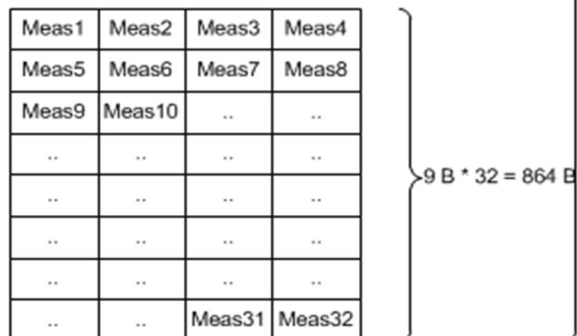 Meas1 Meas2 Meas3 Meas4
Meas5 Meas6 Meas7 Meas8
Meas9 Meas10 .. ..
.. .. .. ..
.. .. .. ..
9 B * 32 = 864 B
.. .. .. ..
.. .. .. ..
.. .. Meas31 Meas32